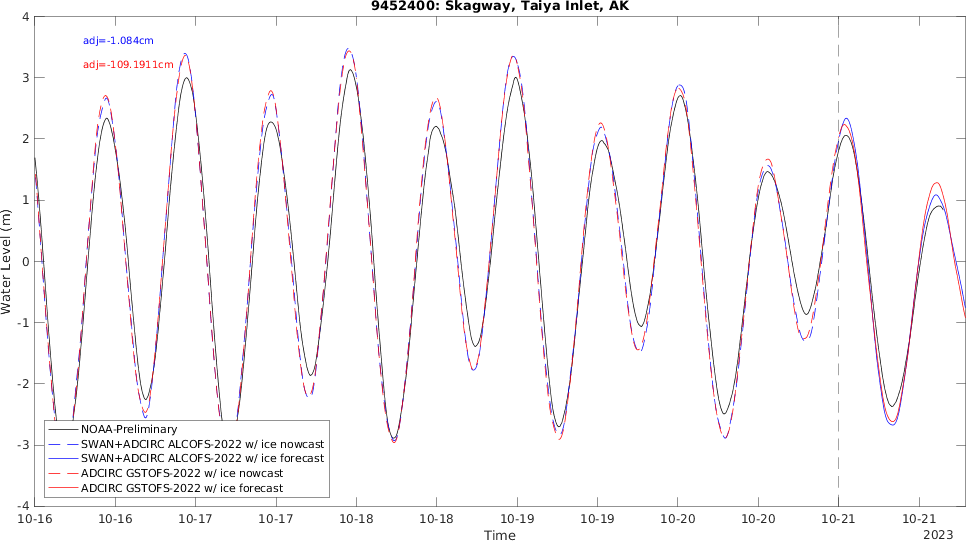 9452400: Skagway, Taiya Inlet, AK
4
adj=-1.084cm
adj=-109.1911cm
3
2
1
0
-1
-2
-3
-4
Water Level (m)
NOAA-Preliminary
SWAN+ADCIRC ALCOFS-2022 w/ ice nowcast
SWAN+ADCIRC ALCOFS-2022 w/ ice forecast
ADCIRC GSTOFS-2022 w/ ice nowcast
ADCIRC GSTOFS-2022 w/ ice forecast
10-16 10-16 10-17 10-17 10-18 10-18 10-19 10-19 10-20 10-20 10-21 10-21
Time
2023